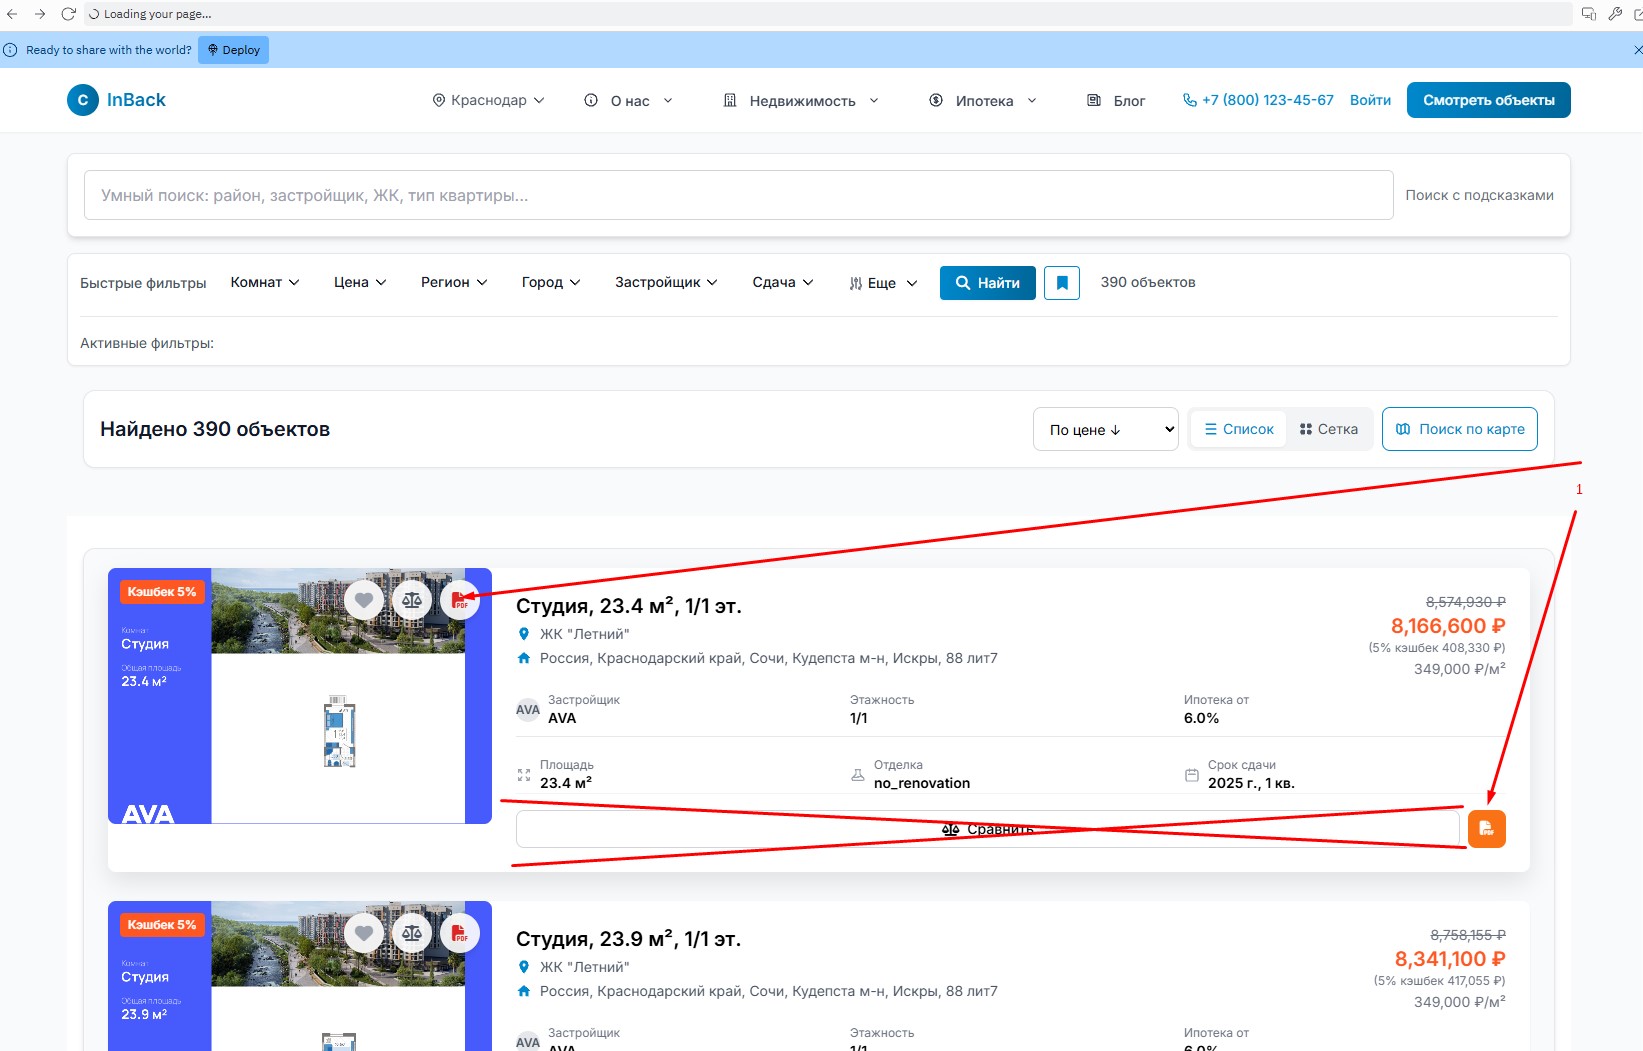 Loading your page...
Ready to share with the world? Deploy
C InBack Краснодар О нас Недвижимость Ипотека Блог +7 (800) 123-45-67 Войти Смотреть объекты
Умный поиск: район, застройщик, ЖК, тип квартиры... Поиск с подсказками
Быстрые фильтры Комнат Цена Регион Город Застройщик Сдача Еще Найти 390 объектов
Активные фильтры:
Найдено 390 объектов По цене ↓ Список Сетка Поиск по карте
1
Кэшбек 5%
Комнат
Студия
Общая площадь
23.4 м²
AVA
PDF
Студия, 23.4 м², 1/1 эт.
ЖК "Летний"
Россия, Краснодарский край, Сочи, Кудепста м-н, Искры, 88 лит7
8,574,930 ₽
8,166,600 ₽
(5% кэшбек 408,330 ₽)
349,000 ₽/м²
AVA
Застройщик
AVA
Этажность
1/1
Ипотека от
6.0%
Площадь
23.4 м²
Отделка
no_renovation
Срок сдачи
2025 г., 1 кв.
Сравнить
PDF
Кэшбек 5%
Комнат
Студия
Общая площадь
23.9 м²
PDF
Студия, 23.9 м², 1/1 эт.
ЖК "Летний"
Россия, Краснодарский край, Сочи, Кудепста м-н, Искры, 88 лит7
8,758,155 ₽
8,341,100 ₽
(5% кэшбек 417,055 ₽)
349,000 ₽/м²
AVA
Застройщик
AVA
Этажность
1/1
Ипотека от
6.0%